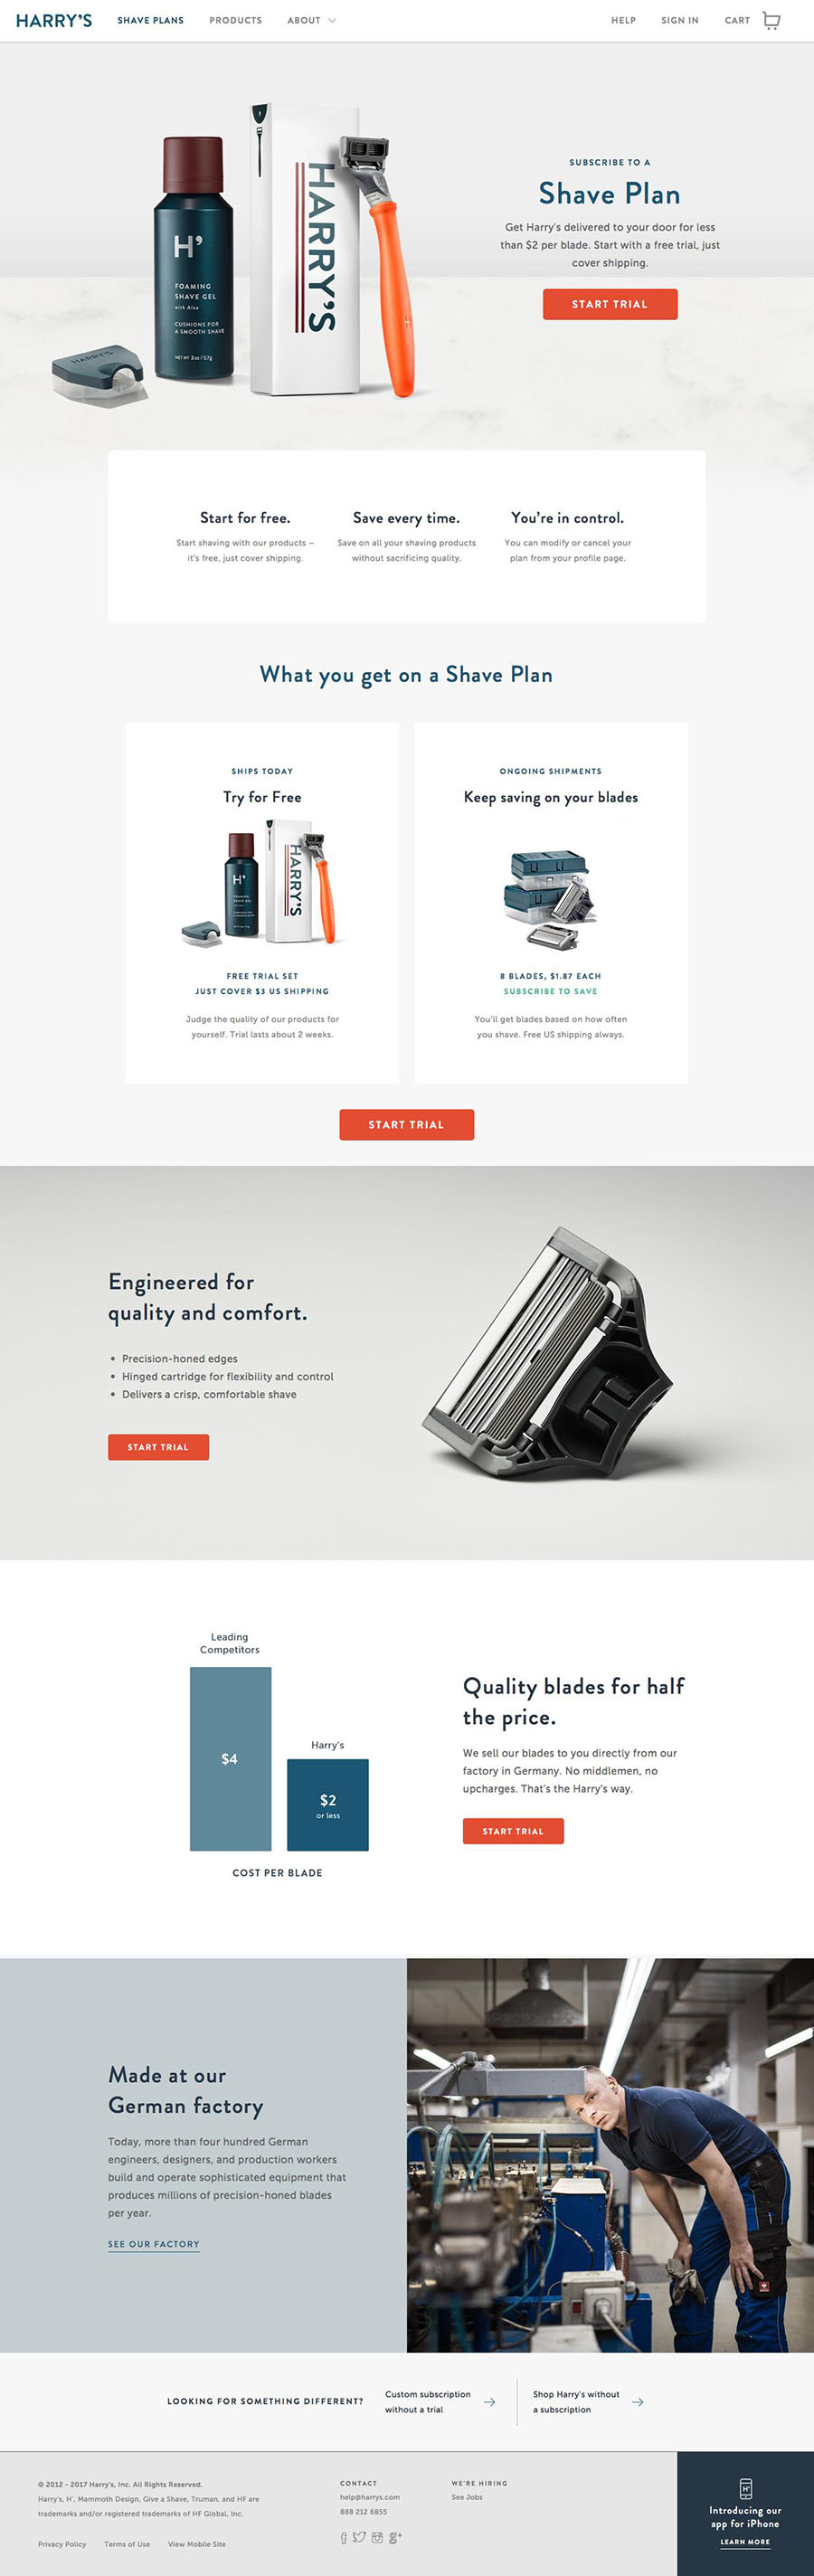 HARRY'S
SHAVE PLANS
PRODUCTS
ABOUT
HELP
SIGN IN
CART
H'
FOAMING
SHAVE GEL
with Aloe
CUSHIONS FOR
A SMOOTH SHAVE
NET WT 2oz / 57g
HARRY'S
HARRY'S
SUBSCRIBE TO A
Shave Plan
Get Harry's delivered to your door for less
than $2 per blade. Start with a free trial, just
cover shipping.
START TRIAL
Start for free.
Start shaving with our products –
it's free, just cover shipping.
Save every time.
Save on all your shaving products
without sacrificing quality.
You're in control.
You can modify or cancel your
plan from your profile page.
What you get on a Shave Plan
SHIPS TODAY
Try for Free
H'
HARRY'S
FREE TRIAL SET
JUST COVER $3 US SHIPPING
Judge the quality of our products for
yourself. Trial lasts about 2 weeks.
ONGOING SHIPMENTS
Keep saving on your blades
8 BLADES, $1.87 EACH
SUBSCRIBE TO SAVE
You'll get blades based on how often
you shave. Free US shipping always.
START TRIAL
Engineered for
quality and comfort.
• Precision-honed edges
• Hinged cartridge for flexibility and control
• Delivers a crisp, comfortable shave
START TRIAL
Leading
Competitors
$4
Harry's
$2
or less
COST PER BLADE
Quality blades for half
the price.
We sell our blades to you directly from our
factory in Germany. No middlemen, no
upcharges. That's the Harry's way.
START TRIAL
Made at our
German factory
Today, more than four hundred German
engineers, designers, and production workers
build and operate sophisticated equipment that
produces millions of precision-honed blades
per year.
SEE OUR FACTORY
LOOKING FOR SOMETHING DIFFERENT?
Custom subscription
without a trial
Shop Harry's without
a subscription
© 2012 - 2017 Harry's, Inc. All Rights Reserved.
Harry's, H', Mammoth Design, Give a Shave, Truman, and HF are
trademarks and/or registered trademarks of HF Global, Inc.
Privacy Policy
Terms of Use
View Mobile Site
CONTACT
help@harrys.com
888 212 6855
WE'RE HIRING
See Jobs
H'
Introducing our
app for iPhone
LEARN MORE